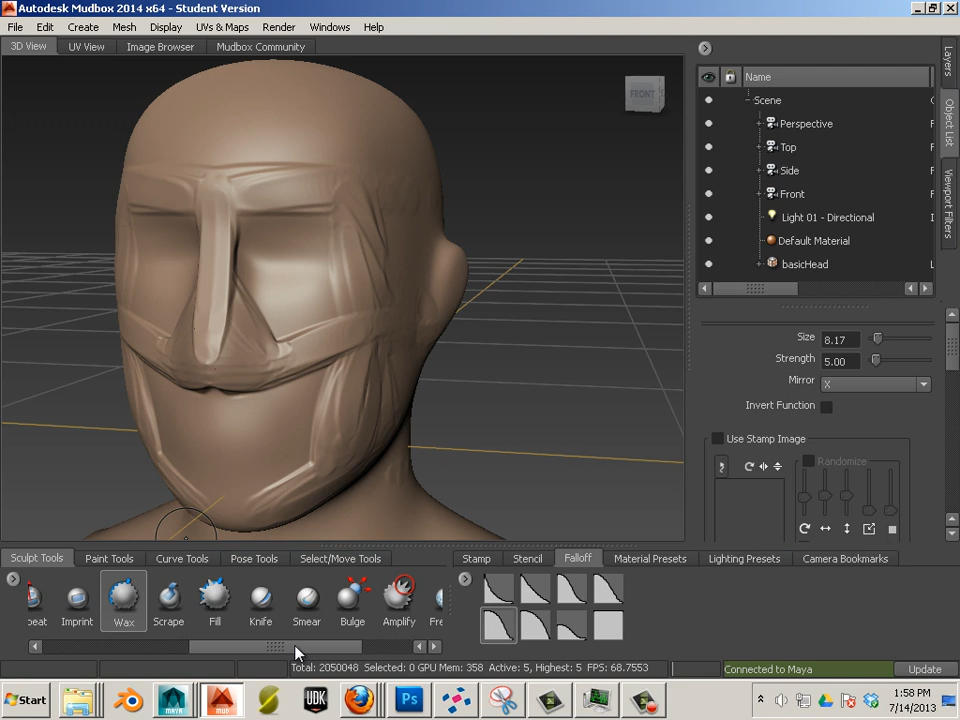 Autodesk Mudbox 2014 x64 - Student Version
File Edit Create Mesh Display UVs & Maps Render Windows Help
3D View UV View Image Browser Mudbox Community
FRONT
Name
Scene
Perspective
Top
Side
Front
Light 01 - Directional
Default Material
basicHead
Layers
Object List
Viewport Filters
Size 8.17
Strength 5.00
Mirror X
Invert Function
Use Stamp Image
Randomize
Sculpt Tools Paint Tools Curve Tools Pose Tools Select/Move Tools
Stamp Stencil Falloff Material Presets Lighting Presets Camera Bookmarks
peat Imprint Wax Scrape Fill Knife Smear Bulge Amplify Fre
Total: 2050048 Selected: 0 GPU Mem: 358 Active: 5, Highest: 5 FPS: 68.7553
Connected to Maya Update
Start MAYA MUD UDK Ps
1:58 PM
7/14/2013